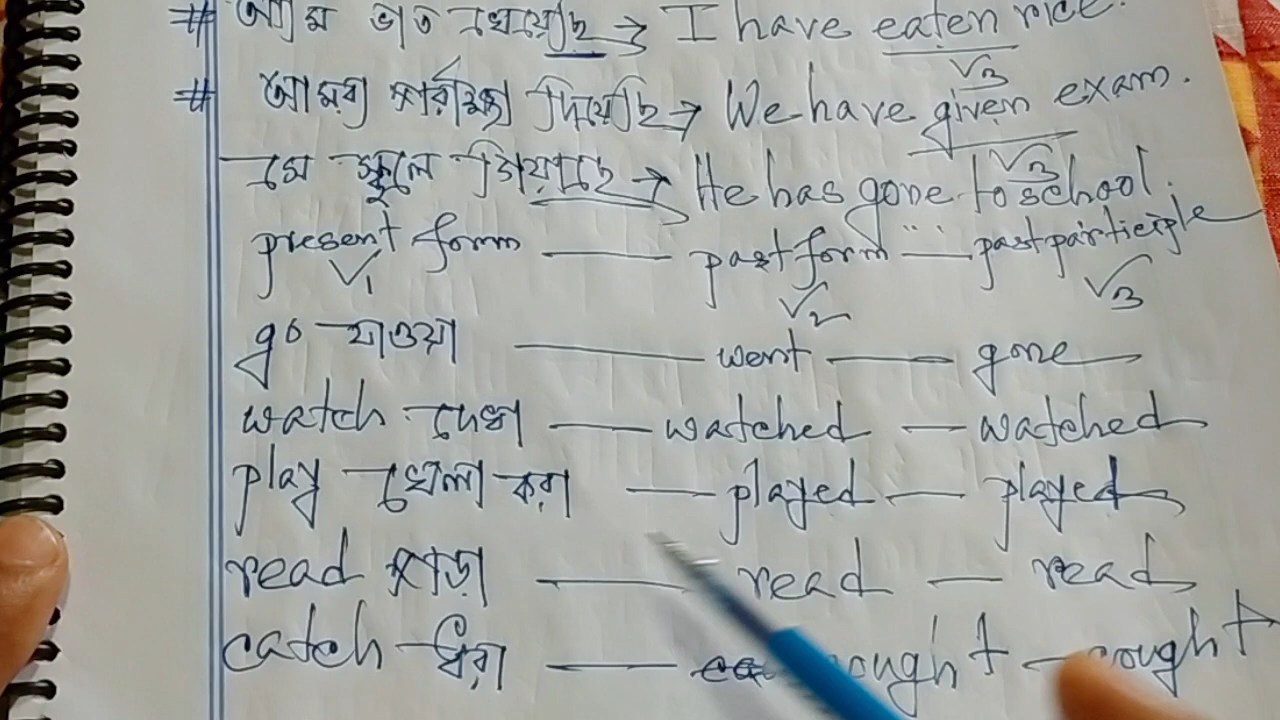 # আমি ভাত খেয়েছি → I have eaten rice.
V3
# আমরা পরীক্ষা দিয়েছি → We have given exam.
V3
সে স্কুলে গিয়াছে → He has gone to school.
present form — past form — past participle
V1 V2 V3
go যাওয়া — went — gone
watch দেখা — watched — watched
play খেলা করা — played — played
read পড়া — read — read
catch ধরা — cought